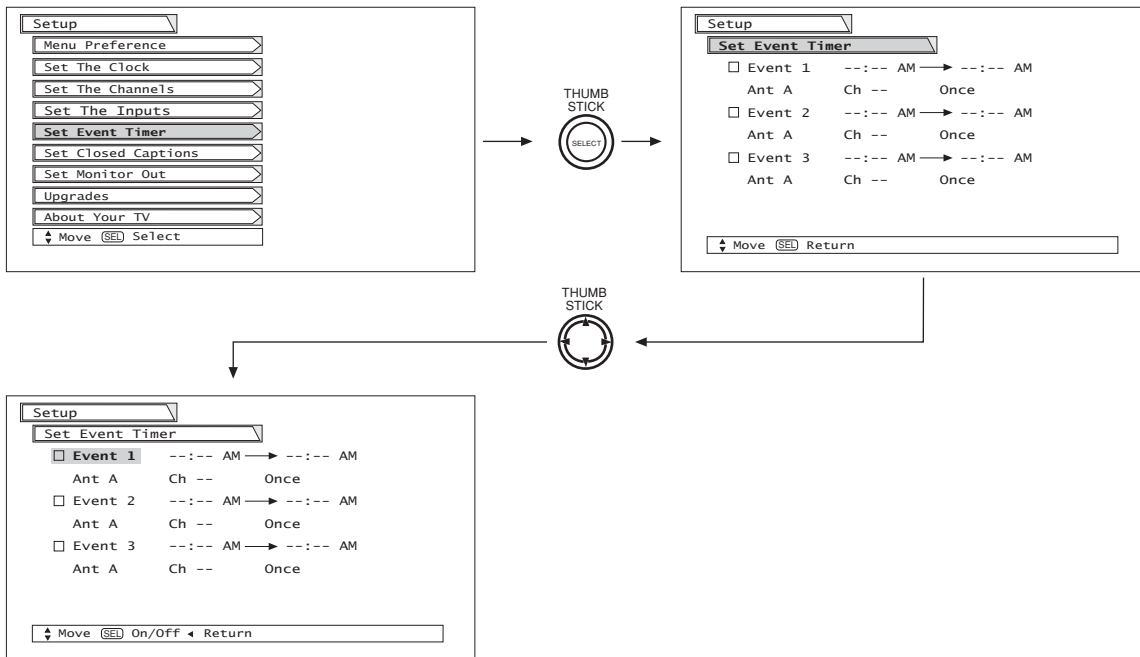 Setup
Menu Preference
Set The Clock
Set The Channels
Set The Inputs
Set Event Timer
Set Closed Captions
Set Monitor Out
Upgrades
About Your TV
Move SEL Select
THUMB
STICK
SELECT
Setup
Set Event Timer
Event 1 --:-- AM --:-- AM
Ant A Ch -- Once
Event 2 --:-- AM --:-- AM
Ant A Ch -- Once
Event 3 --:-- AM --:-- AM
Ant A Ch -- Once
Move SEL Return
THUMB
STICK
Setup
Set Event Timer
Event 1 --:-- AM --:-- AM
Ant A Ch -- Once
Event 2 --:-- AM --:-- AM
Ant A Ch -- Once
Event 3 --:-- AM --:-- AM
Ant A Ch -- Once
Move SEL On/Off Return